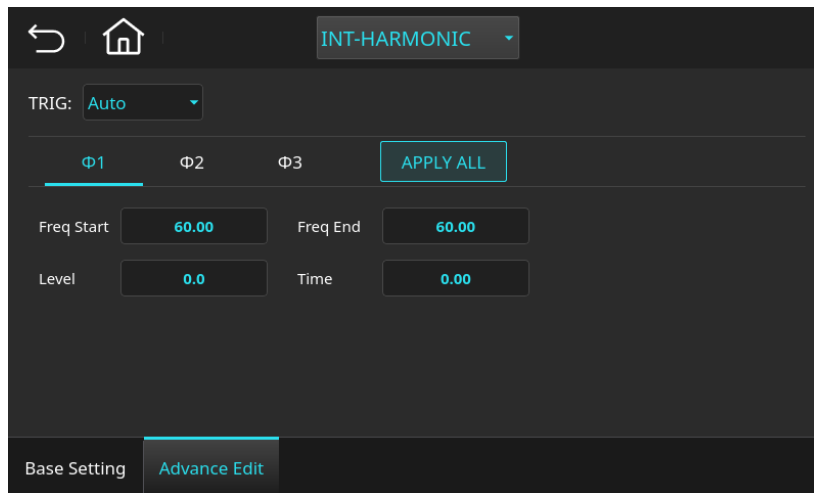 INT-HARMONIC
TRIG: Auto
Φ1 Φ2 Φ3 APPLY ALL
Freq Start 60.00 Freq End 60.00
Level 0.0 Time 0.00
Base Setting Advance Edit